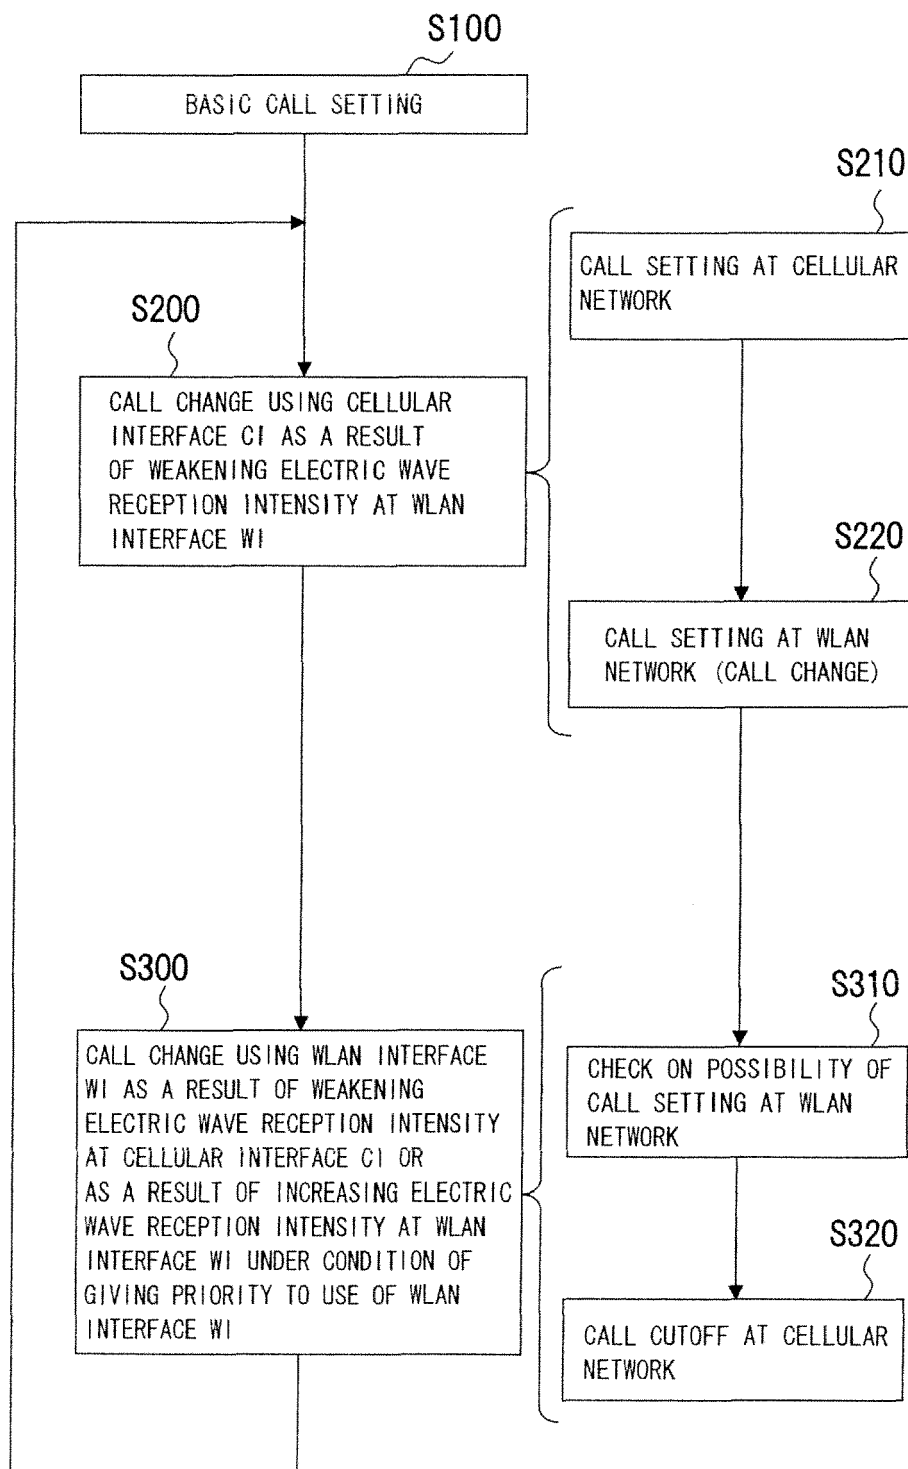 S100
BASIC CALL SETTING
S210
CALL SETTING AT CELLULAR
NETWORK
S200
CALL CHANGE USING CELLULAR
INTERFACE CI AS A RESULT
OF WEAKENING ELECTRIC WAVE
RECEPTION INTENSITY AT WLAN
INTERFACE WI
S220
CALL SETTING AT WLAN
NETWORK (CALL CHANGE)
S300
CALL CHANGE USING WLAN INTERFACE
WI AS A RESULT OF WEAKENING
ELECTRIC WAVE RECEPTION INTENSITY
AT CELLULAR INTERFACE CI OR
AS A RESULT OF INCREASING ELECTRIC
WAVE RECEPTION INTENSITY AT WLAN
INTERFACE WI UNDER CONDITION OF
GIVING PRIORITY TO USE OF WLAN
INTERFACE WI
S310
CHECK ON POSSIBILITY OF
CALL SETTING AT WLAN
NETWORK
S320
CALL CUTOFF AT CELLULAR
NETWORK